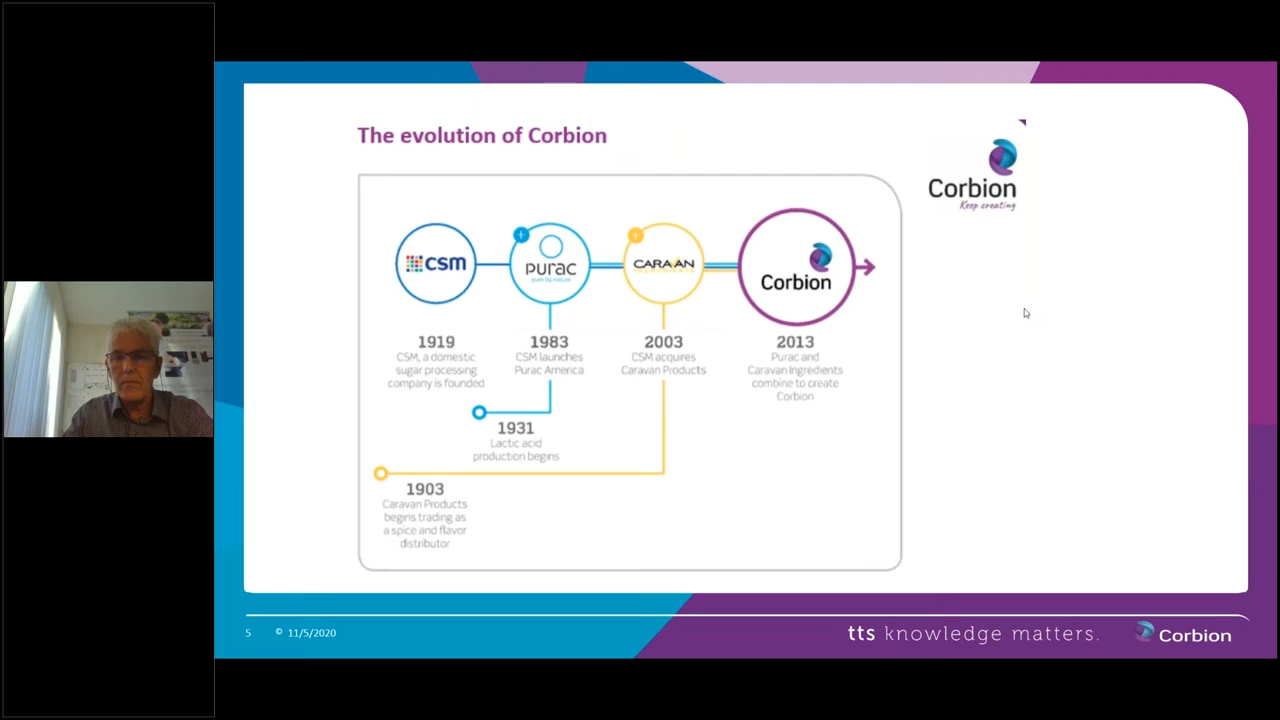 The evolution of Corbion
Corbion
Keep creating
csm
purac
pure by nature
CARAVAN
Corbion
1919
CSM, a domestic
sugar processing
company is founded
1983
CSM launches
Purac America
2003
CSM acquires
Caravan Products
2013
Purac and
Caravan Ingredients
combine to create
Corbion
1931
Lactic acid
production begins
1903
Caravan Products
begins trading as
a spice and flavor
distributor
5 © 11/5/2020
tts knowledge matters.
Corbion